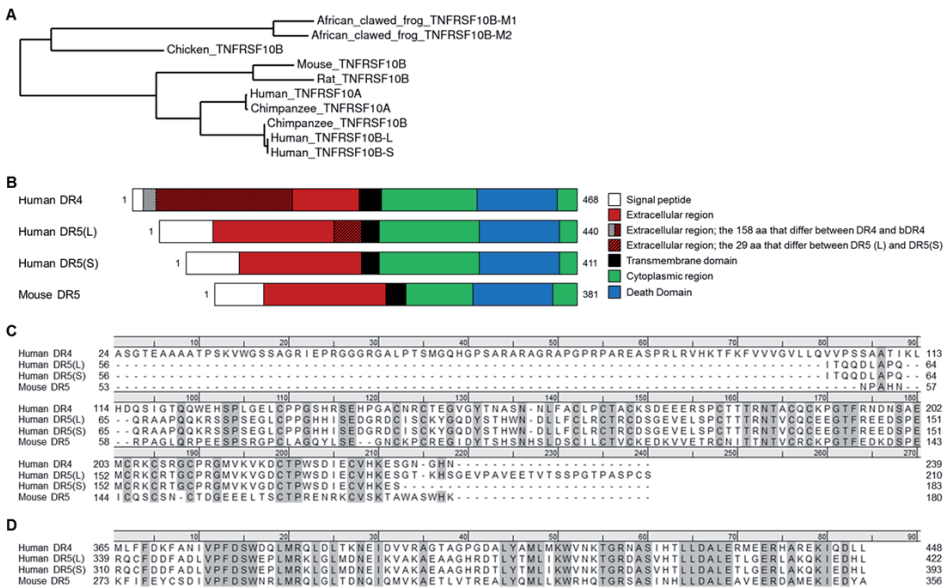 A
African_clawed_frog_TNFRSF10B-M1
African_clawed_frog_TNFRSF10B-M2
Chicken_TNFRSF10B
Mouse_TNFRSF10B
Rat_TNFRSF10B
Human_TNFRSF10A
Chimpanzee_TNFRSF10A
Chimpanzee_TNFRSF10B
Human_TNFRSF10B-L
Human_TNFRSF10B-S
B
Human DR4 1 468
Human DR5(L) 1 440
Human DR5(S) 1 411
Mouse DR5 1 381
Signal peptide
Extracellular region
Extracellular region; the 158 aa that differ between DR4 and bDR4
Extracellular region; the 29 aa that differ between DR5 (L) and DR5(S)
Transmembrane domain
Cytoplasmic region
Death Domain
C
10 20 30 40 50 60 70 80 90
Human DR4 24 ASGTEAAAATPSKVWGSSAGRIEPRGGGRGALPTSMGQHGPSARARAGRAPGPRPAREASPRLRVHKTFKFVVVGVLLQVVPSSAATIKL 113
Human DR5(L) 56 ITQQDLAPQ 64
Human DR5(S) 56 ITQQDLAPQ 64
Mouse DR5 53 NPAHN 57
100 110 120 130 140 150 160 170 180
Human DR4 114 HDQSIGTQQWEHSPLGELCPPGSHRSEHPGACNRCTEGVGYTNASN-NLFACLPCTACKSDEEERSPCTTTRNTACQCKPGTFRNDNSAE 202
Human DR5(L) 65 --QRAAPQQKRSSPSEGLCPPGHHISEDGRDCISCKYGQDYSTHWN-DLLFCLRCTRCDSGEVELSPCTTTRNTVCQCEEGTFREEDSPE 151
Human DR5(S) 65 --QRAAPQQKRSSPSEGLCPPGHHISEDGRDCISCKYGQDYSTHWN-DLLFCLRCTRCDSGEVELSPCTTTRNTVCQCEEGTFREEDSPE 151
Mouse DR5 58 --RPAGLQRPEESPSRGPCLAGQYLSE--GNCKPCREGIDYTSHSNHSLDSCILCTVCKEDKVVETRCNITTNTVCRCKPGTFEDKDSPE 143
190 200 210 220 230 240 250 260 270
Human DR4 203 MCRKCSRGCPRGMVKVKDCTPWSDIECVHKESGN-GHN 239
Human DR5(L) 152 MCRKCRTGCPRGMVKVGDCTPWSDIECVHKESGT-KHSGEVPAVEETVTSSPGTPASPCS 210
Human DR5(S) 152 MCRKCRTGCPRGMVKVGDCTPWSDIECVHKES 183
Mouse DR5 144 ICQSCSN-CTDGEEELTSCTPRENRKCVSKTAWASWHK 180
D
10 20 30 40 50 60 70 80 90
Human DR4 365 MLFFDKFANIVPFDSWDQLMRQLDLTKNEIDVVRAGTAGPGDALYAMLMKWVNKTGRNASIHTLLDALERMEERHAREKIQDLL 448
Human DR5(L) 339 RQCFDDFADLVPFDSWEPLMRKLGLMDNEIKVAKAEAAGHRDTLYTMLIKWVNKTGRDASVHTLLDALETLGERLAKQKIEDHL 422
Human DR5(S) 310 RQCFDDFADLVPFDSWEPLMRKLGLMDNEIKVAKAEAAGHRDTLYTMLIKWVNKTGRDASVHTLLDALETLGERLAKQKIEDHL 393
Mouse DR5 273 KFIFEYCSDIVPFDSWNRLMRQLGLTDNQIQMVKAETLVTREALYQMLLKWRHQTGRSASINHLLDALEAVEERDAMEKIEDYA